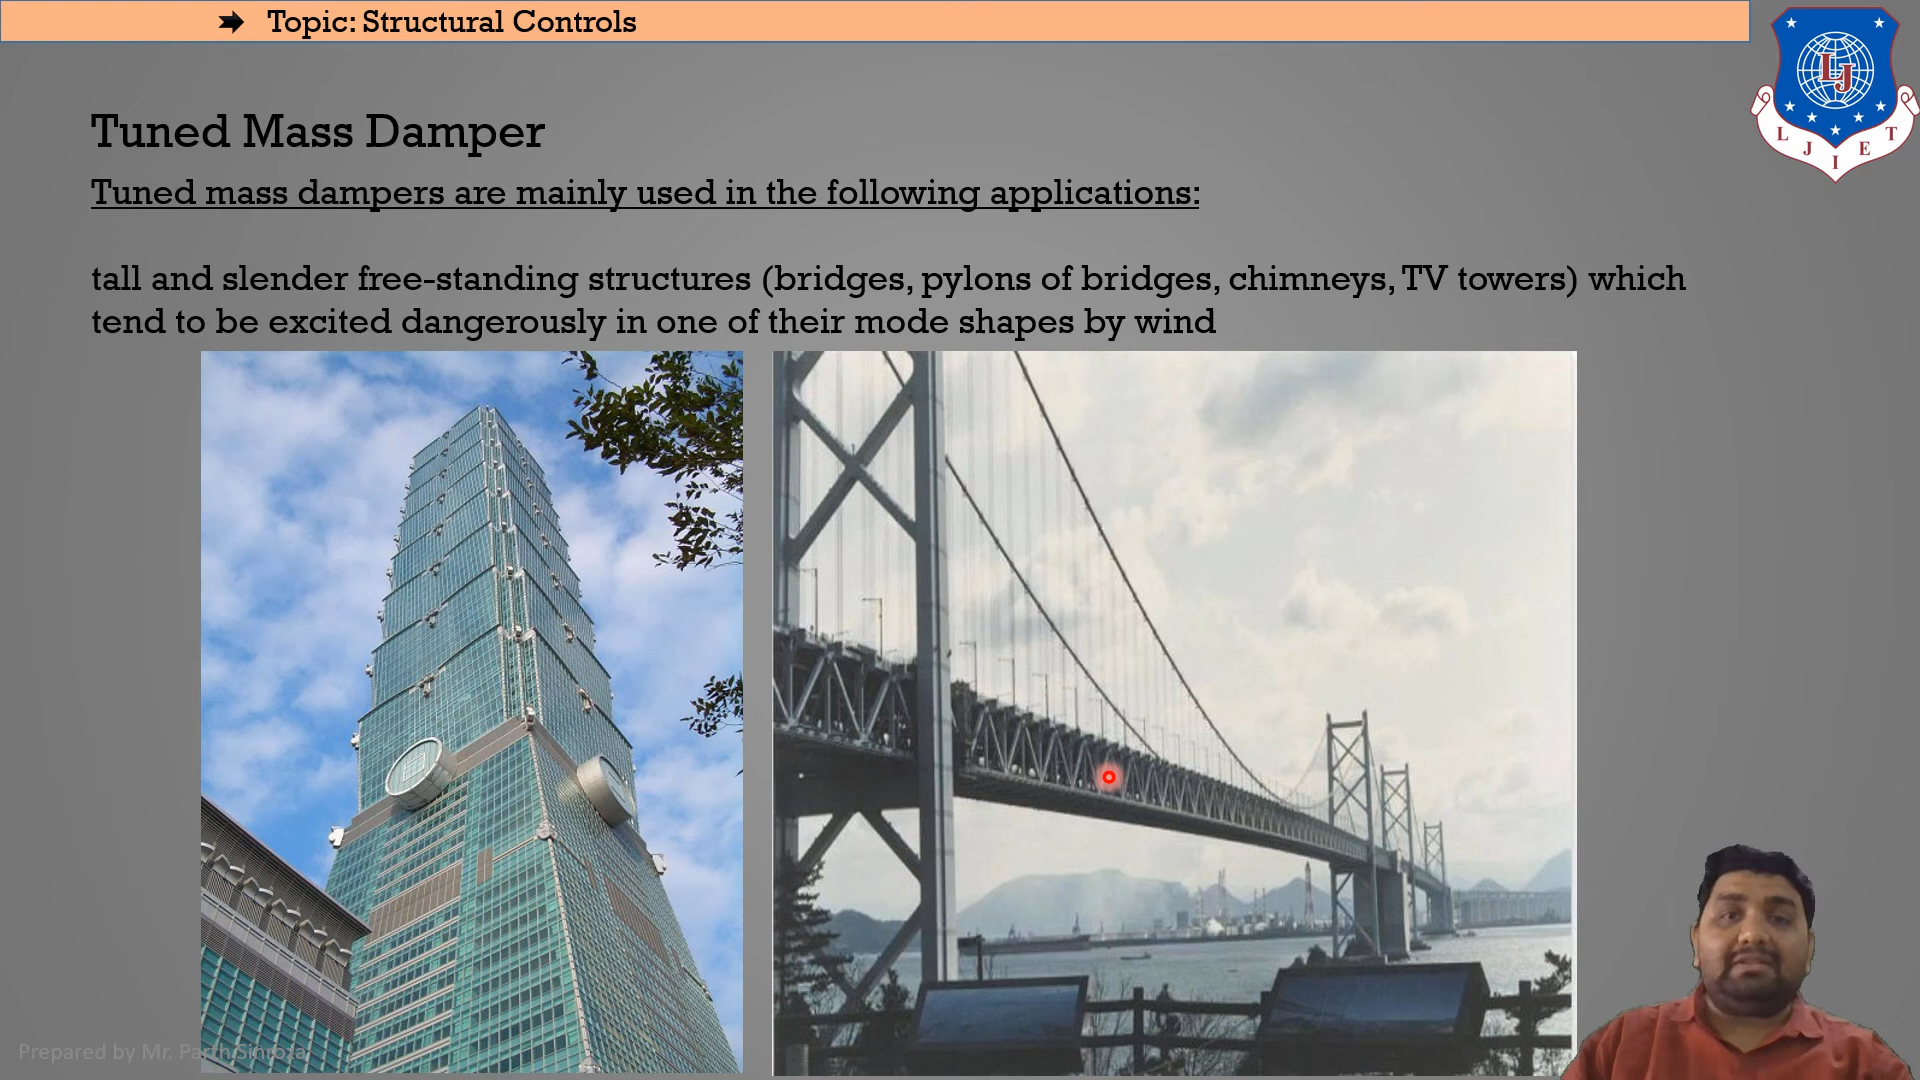 Topic: Structural Controls
Tuned Mass Damper
Tuned mass dampers are mainly used in the following applications:
tall and slender free-standing structures (bridges, pylons of bridges, chimneys, TV towers) which
tend to be excited dangerously in one of their mode shapes by wind
LJ
L J I E T
Prepared by Mr. Parth Sinroza